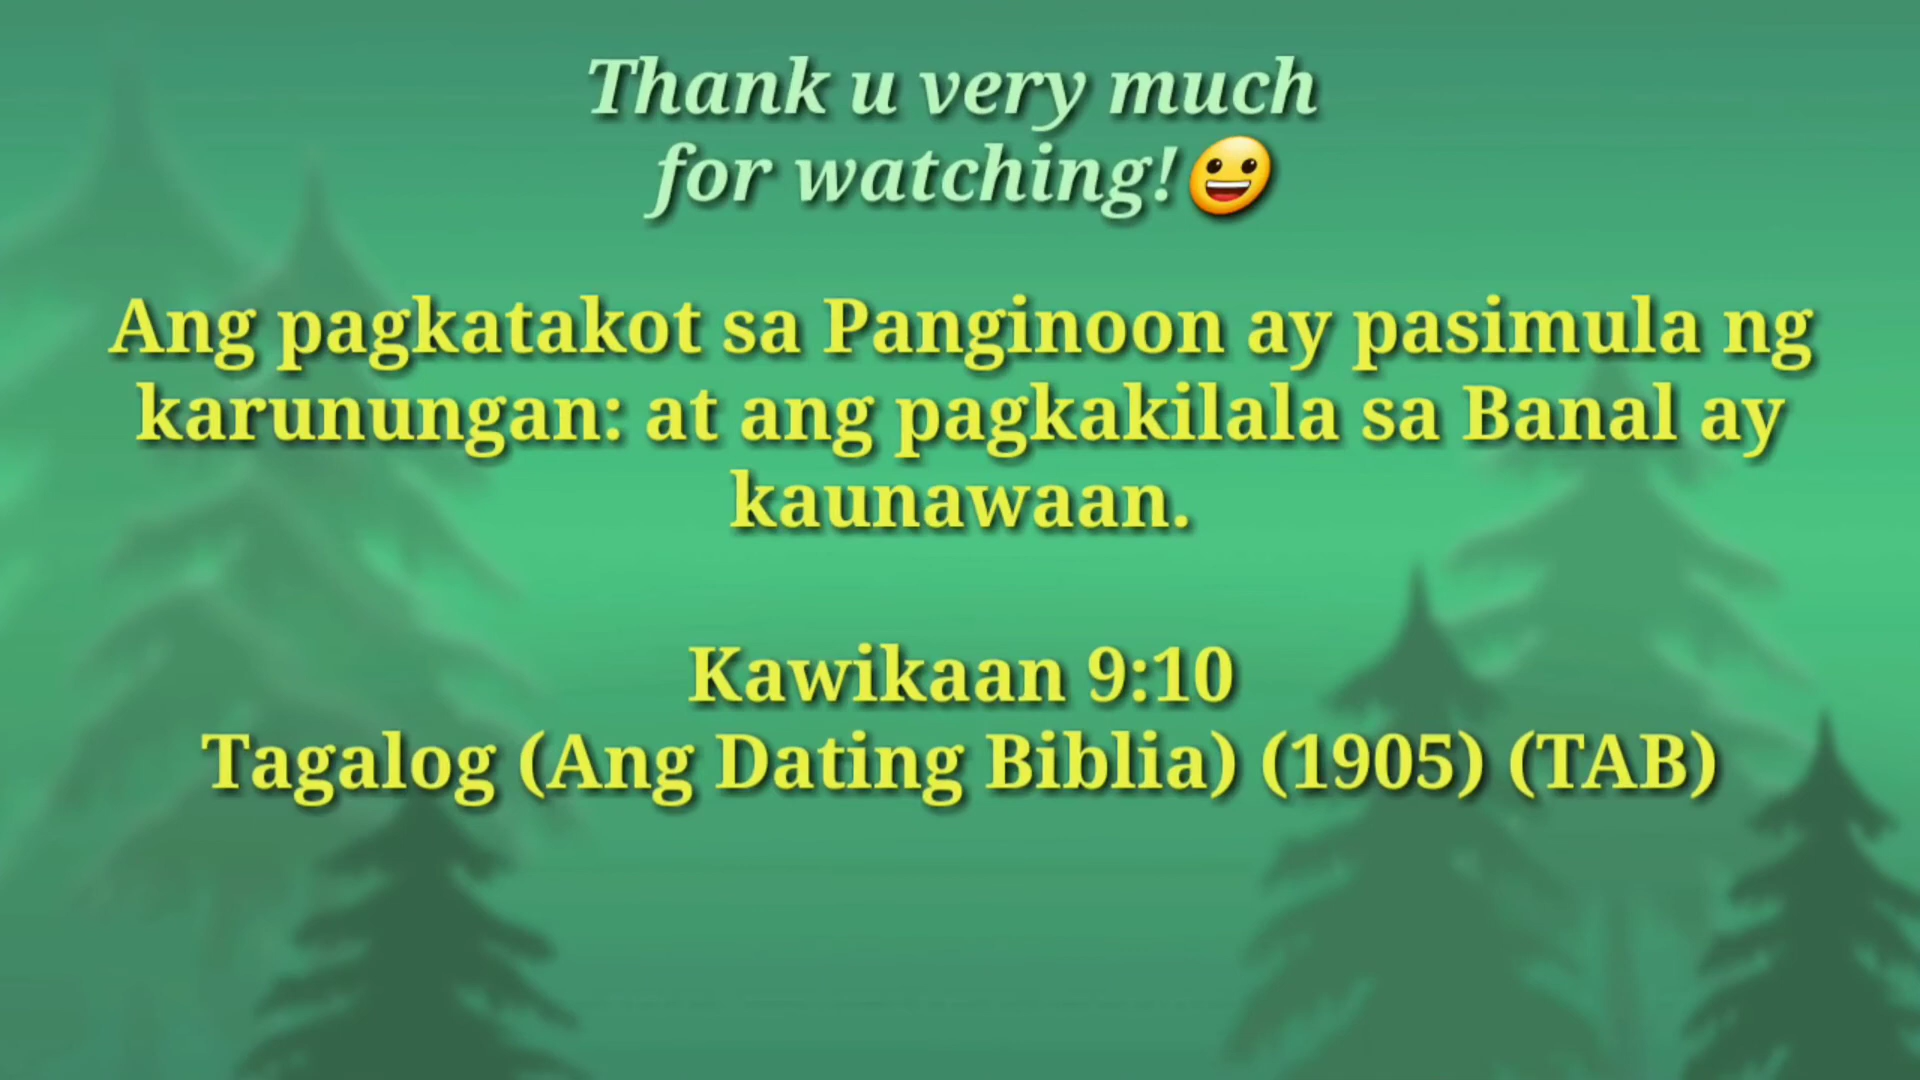 Thank u very much
for watching!😀
Ang pagkatakot sa Panginoon ay pasimula ng
karunungan: at ang pagkakilala sa Banal ay
kaunawaan.
Kawikaan 9:10
Tagalog (Ang Dating Biblia) (1905) (TAB)